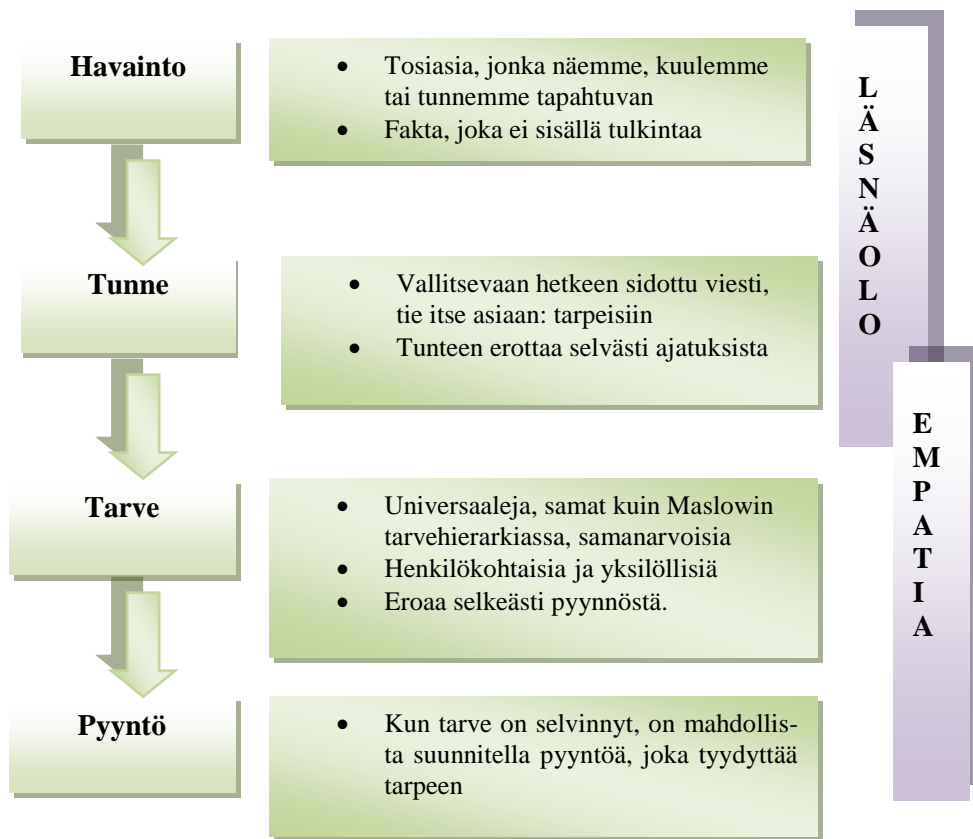 Havainto
• Tosiasia, jonka näemme, kuulemme
tai tunnemme tapahtuvan
• Fakta, joka ei sisällä tulkintaa
Tunne
• Vallitsevaan hetkeen sidottu viesti,
tie itse asiaan: tarpeisiin
• Tunteen erottaa selvästi ajatuksista
Tarve
• Universaaleja, samat kuin Maslowin
tarvehierarkiassa, samanarvoisia
• Henkilökohtaisia ja yksilöllisiä
• Eroaa selkeästi pyynnöstä.
Pyyntö
• Kun tarve on selvinnyt, on mahdollis-
ta suunnitella pyyntöä, joka tyydyttää
tarpeen
L
Ä
S
N
Ä
O
L
O
E
M
P
A
T
I
A